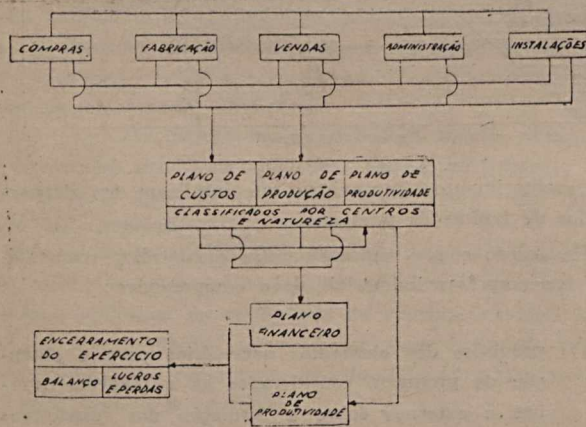 COMPRAS
FABRICAÇÃO
VENDAS
ADMINISTRAÇÃO
INSTALAÇÕES
PLANO DE
CUSTOS
PLANO DE
PRODUÇÃO
PLANO DE
PRODUTIVIDADE
CLASSIFICADOS POR CENTROS
E NATUREZA
PLANO
FINANCEIRO
ENCERRAMENTO
DO EXERCICIO
BALANÇO
LUCROS
E PERDAS
PLANO
DE
PRODUTIVIDADE